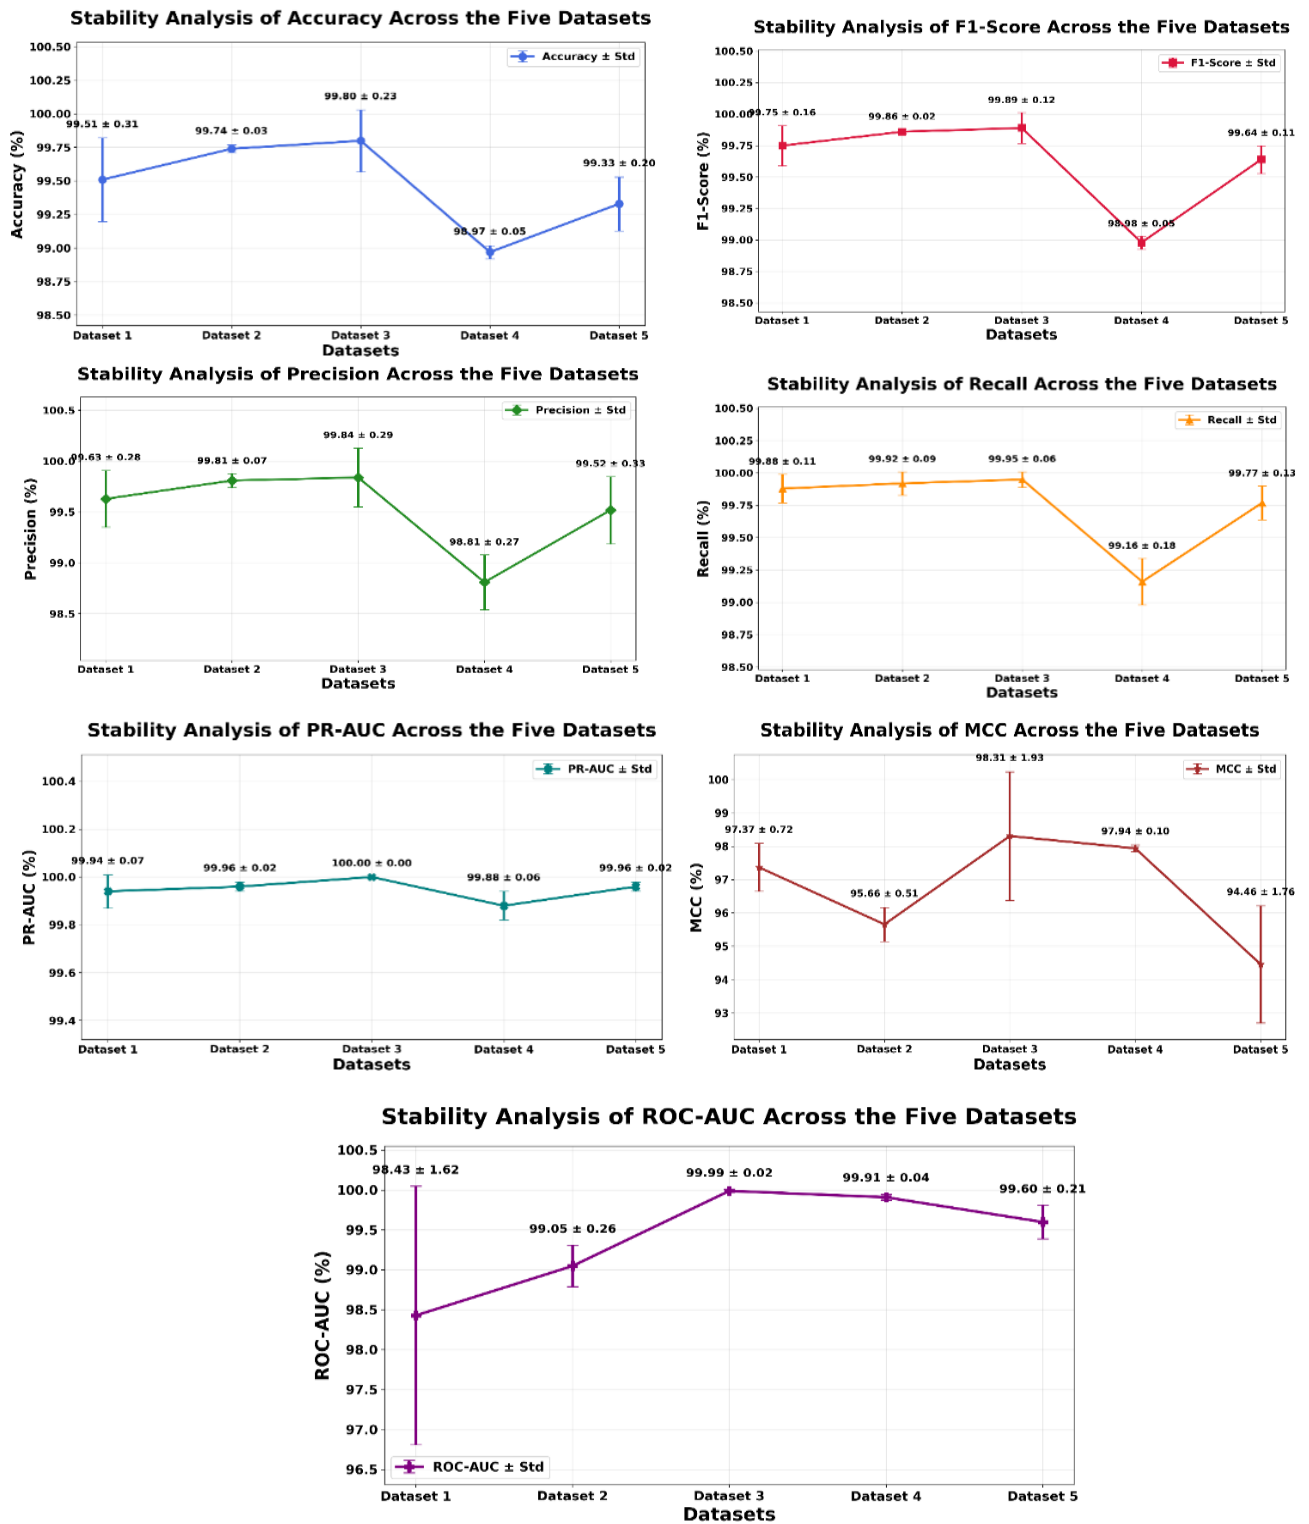 Stability Analysis of Accuracy Across the Five Datasets
Accuracy (%)
100.50
100.25
100.00
99.75
99.50
99.25
99.00
98.75
98.50
Accuracy ± Std
99.51 ± 0.31
99.74 ± 0.03
99.80 ± 0.23
98.97 ± 0.05
99.33 ± 0.20
Dataset 1 Dataset 2 Dataset 3 Dataset 4 Dataset 5
Datasets
Stability Analysis of F1-Score Across the Five Datasets
F1-Score (%)
100.50
100.25
100.00
99.75
99.50
99.25
99.00
98.75
98.50
F1-Score ± Std
99.75 ± 0.16
99.86 ± 0.02
99.89 ± 0.12
98.98 ± 0.05
99.64 ± 0.11
Dataset 1 Dataset 2 Dataset 3 Dataset 4 Dataset 5
Datasets
Stability Analysis of Precision Across the Five Datasets
Precision (%)
100.5
100.0
99.5
99.0
98.5
Precision ± Std
99.63 ± 0.28
99.81 ± 0.07
99.84 ± 0.29
98.81 ± 0.27
99.52 ± 0.33
Dataset 1 Dataset 2 Dataset 3 Dataset 4 Dataset 5
Datasets
Stability Analysis of Recall Across the Five Datasets
Recall (%)
100.50
100.25
100.00
99.75
99.50
99.25
99.00
98.75
98.50
Recall ± Std
99.88 ± 0.11
99.92 ± 0.09
99.95 ± 0.06
99.16 ± 0.18
99.77 ± 0.13
Dataset 1 Dataset 2 Dataset 3 Dataset 4 Dataset 5
Datasets
Stability Analysis of PR-AUC Across the Five Datasets
PR-AUC (%)
100.4
100.2
100.0
99.8
99.6
99.4
PR-AUC ± Std
99.94 ± 0.07
99.96 ± 0.02
100.00 ± 0.00
99.88 ± 0.06
99.96 ± 0.02
Dataset 1 Dataset 2 Dataset 3 Dataset 4 Dataset 5
Datasets
Stability Analysis of MCC Across the Five Datasets
MCC (%)
100
99
98
97
96
95
94
93
MCC ± Std
97.37 ± 0.72
95.66 ± 0.51
98.31 ± 1.93
97.94 ± 0.10
94.46 ± 1.76
Dataset 1 Dataset 2 Dataset 3 Dataset 4 Dataset 5
Datasets
Stability Analysis of ROC-AUC Across the Five Datasets
ROC-AUC (%)
100.5
100.0
99.5
99.0
98.5
98.0
97.5
97.0
96.5
98.43 ± 1.62
99.05 ± 0.26
99.99 ± 0.02
99.91 ± 0.04
99.60 ± 0.21
ROC-AUC ± Std
Dataset 1 Dataset 2 Dataset 3 Dataset 4 Dataset 5
Datasets